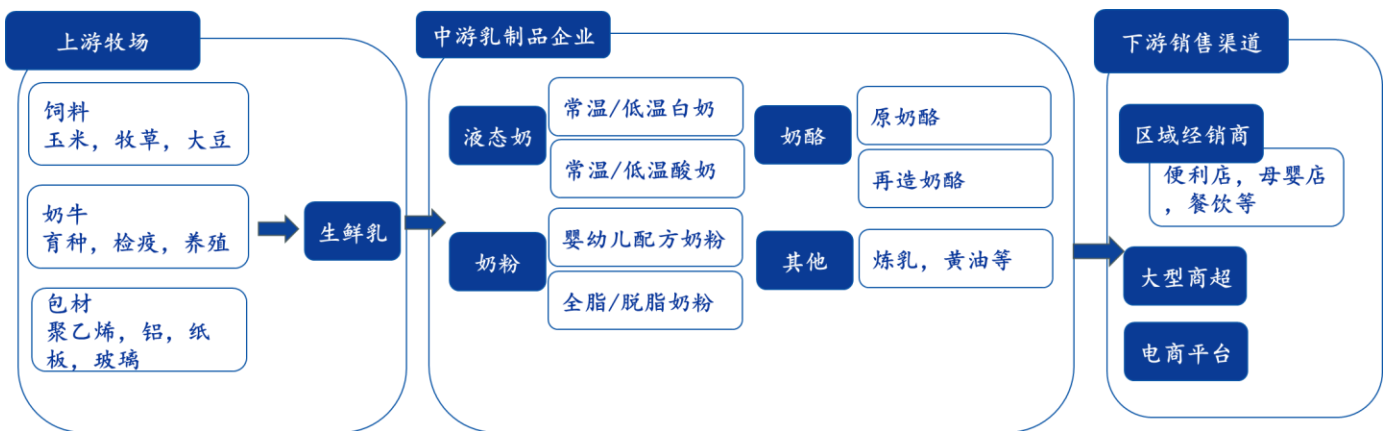 上游牧场
饲料
玉米，牧草，大豆
奶牛
育种，检疫，养殖
包材
聚乙烯，铝，纸
板，玻璃
生鲜乳
中游乳制品企业
液态奶
常温/低温白奶
常温/低温酸奶
奶粉
婴幼儿配方奶粉
全脂/脱脂奶粉
奶酪
原奶酪
再造奶酪
其他
炼乳，黄油等
下游销售渠道
区域经销商
便利店，母婴店
，餐饮等
大型商超
电商平台